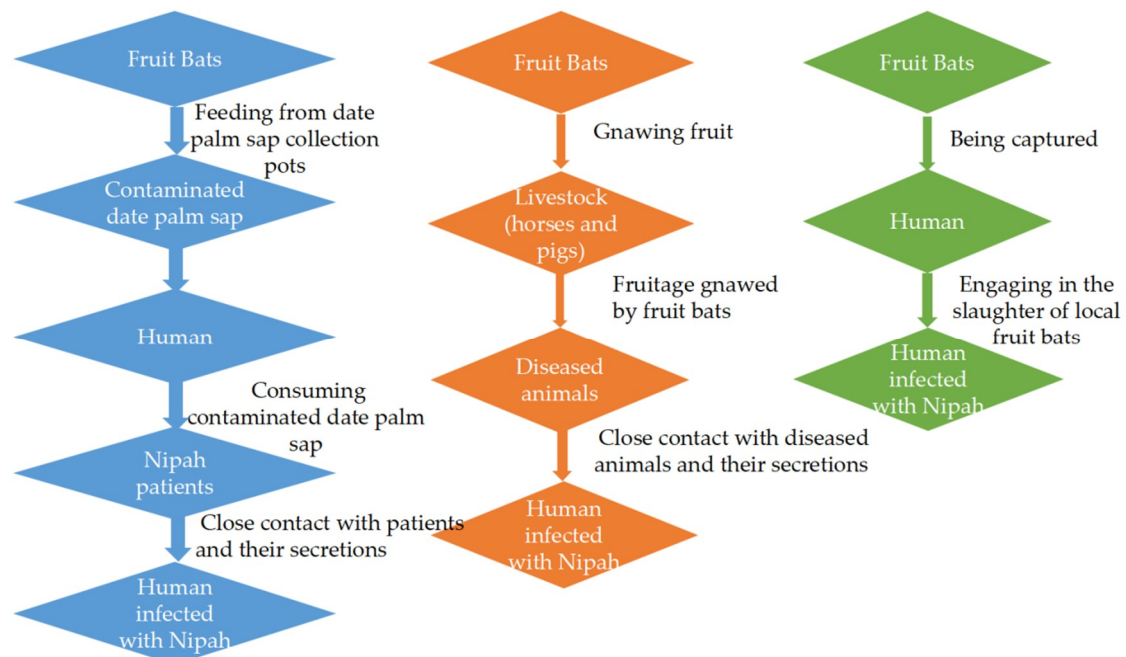 Fruit Bats
Feeding from date
palm sap collection
pots
Contaminated
date palm sap
Human
Consuming
contaminated date palm
sap
Nipah
patients
Close contact with patients
and their secretions
Human
infected
with Nipah
Fruit Bats
Gnawing fruit
Livestock
(horses and
pigs)
Fruitage gnawed
by fruit bats
Diseased
animals
Close contact with diseased
animals and their secretions
Human
infected
with Nipah
Fruit Bats
Being captured
Human
Engaging in the
slaughter of local
fruit bats
Human
infected
with Nipah